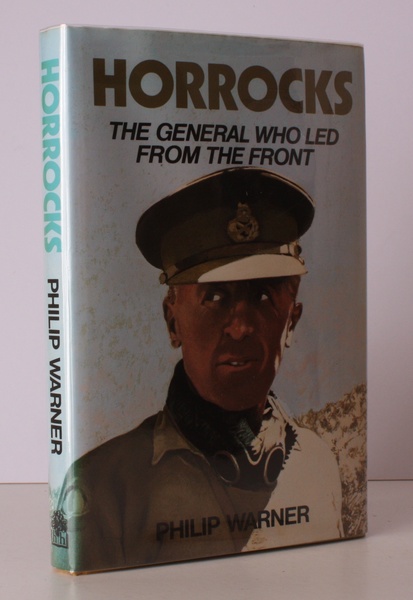 HORROCKS
PHILIP WARNER
HORROCKS
THE GENERAL WHO LED
FROM THE FRONT
PHILIP WARNER